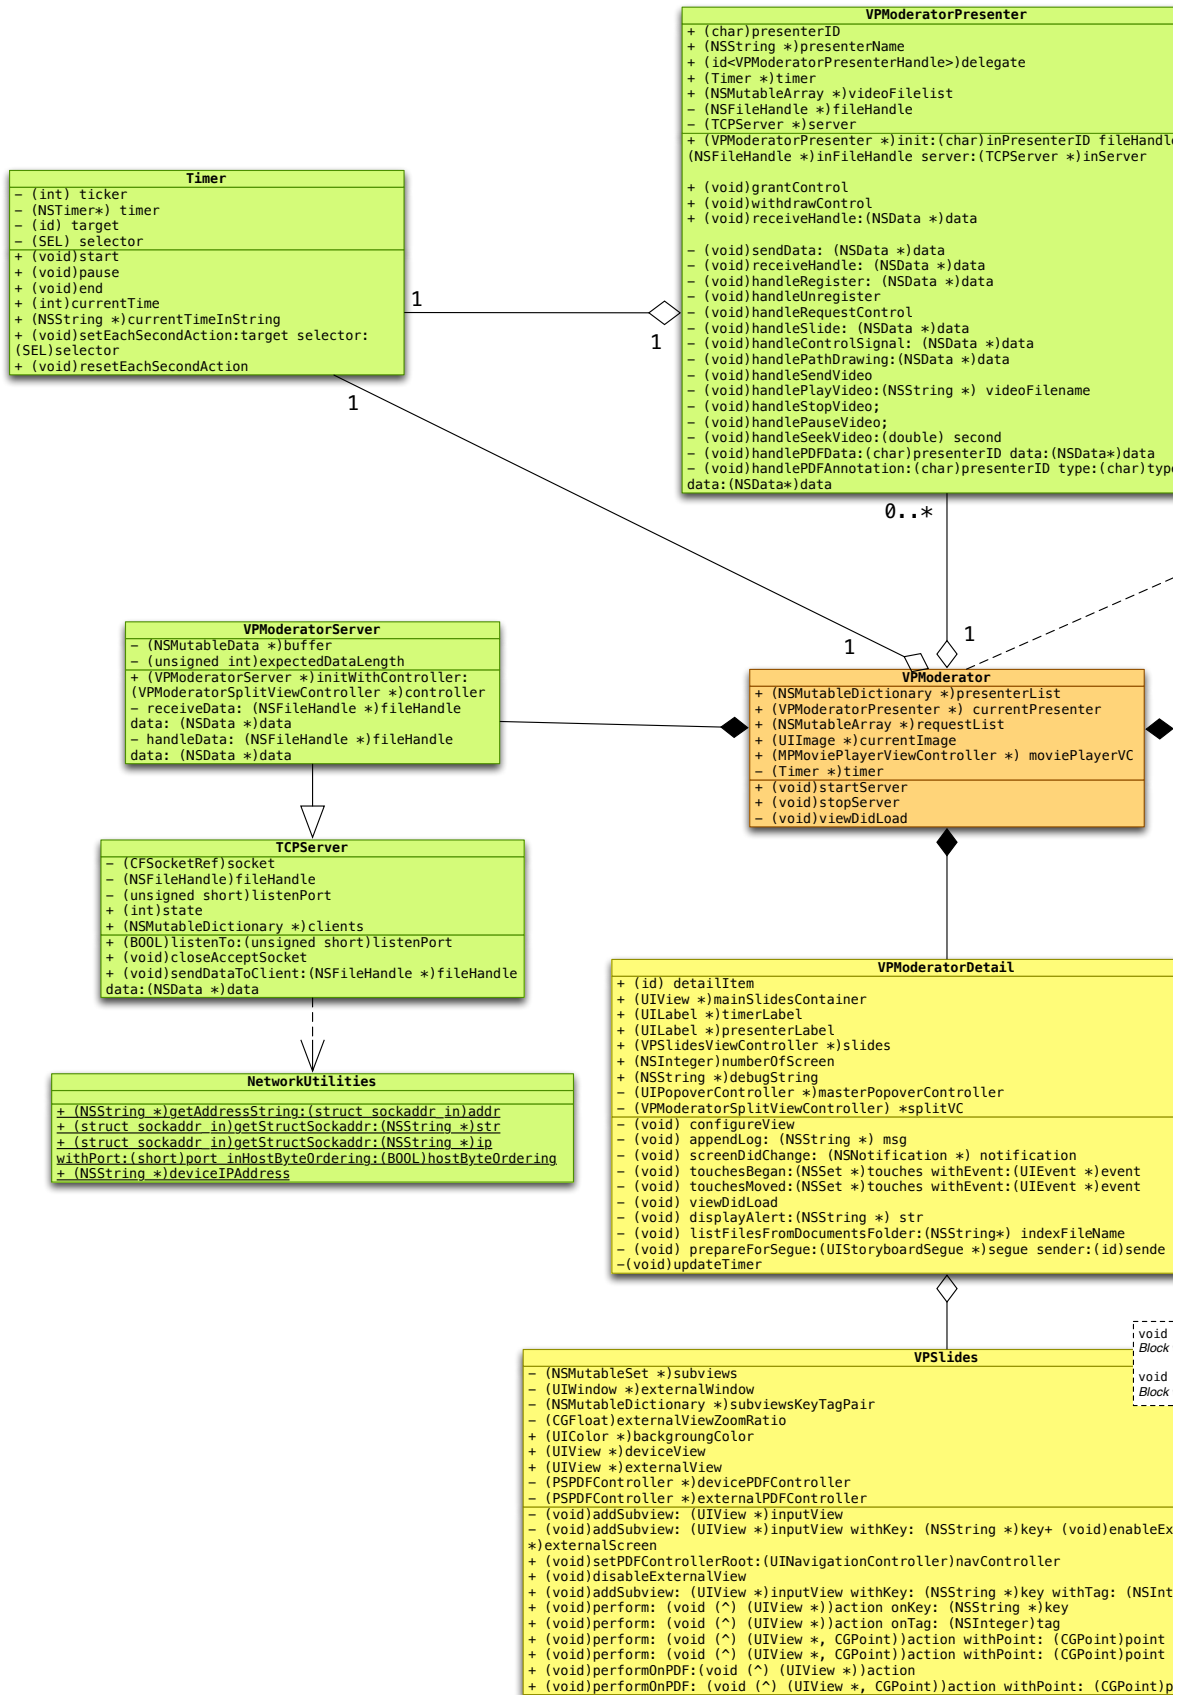 VPModeratorPresenter
+ (char)presenterID
+ (NSString *)presenterName
+ (id<VPModeratorPresenterHandle>)delegate
+ (Timer *)timer
+ (NSMutableArray *)videoFilelist
− (NSFileHandle *)fileHandle
− (TCPServer *)server
+ (VPModeratorPresenter *)init:(char)inPresenterID fileHandle
(NSFileHandle *)inFileHandle server:(TCPServer *)inServer
+ (void)grantControl
+ (void)withdrawControl
+ (void)receiveHandle:(NSData *)data
− (void)sendData: (NSData *)data
− (void)receiveHandle: (NSData *)data
− (void)handleRegister: (NSData *)data
− (void)handleUnregister
− (void)handleRequestControl
− (void)handleSlide: (NSData *)data
− (void)handleControlSignal: (NSData *)data
− (void)handlePathDrawing:(NSData *)data
− (void)handleSendVideo
− (void)handlePlayVideo:(NSString *) videoFilename
− (void)handleStopVideo;
− (void)handlePauseVideo;
− (void)handleSeekVideo:(double) second
− (void)handlePDFData:(char)presenterID data:(NSData*)data
− (void)handlePDFAnnotation:(char)presenterID type:(char)type
data:(NSData*)data
Timer
− (int) ticker
− (NSTimer*) timer
− (id) target
− (SEL) selector
+ (void)start
+ (void)pause
+ (void)end
+ (int)currentTime
+ (NSString *)currentTimeInString
+ (void)setEachSecondAction:target selector:
(SEL)selector
+ (void)resetEachSecondAction
1
1
1
0..*
1
1
VPModeratorServer
− (NSMutableData *)buffer
− (unsigned int)expectedDataLength
+ (VPModeratorServer *)initWithController:
(VPModeratorSplitViewController *)controller
− receiveData: (NSFileHandle *)fileHandle
data: (NSData *)data
− handleData: (NSFileHandle *)fileHandle
data: (NSData *)data
VPModerator
+ (NSMutableDictionary *)presenterList
+ (VPModeratorPresenter *) currentPresenter
+ (NSMutableArray *)requestList
+ (UIImage *)currentImage
+ (MPMoviePlayerViewController *) moviePlayerVC
− (Timer *)timer
+ (void)startServer
+ (void)stopServer
− (void)viewDidLoad
TCPServer
− (CFSocketRef)socket
− (NSFileHandle)fileHandle
− (unsigned short)listenPort
+ (int)state
+ (NSMutableDictionary *)clients
+ (BOOL)listenTo:(unsigned short)listenPort
+ (void)closeAcceptSocket
+ (void)sendDataToClient:(NSFileHandle *)fileHandle
data:(NSData *)data
NetworkUtilities
+ (NSString *)getAddressString:(struct sockaddr_in)addr
+ (struct sockaddr_in)getStructSockaddr:(NSString *)str
+ (struct sockaddr_in)getStructSockaddr:(NSString *)ip
withPort:(short)port inHostByteOrdering:(BOOL)hostByteOrdering
+ (NSString *)deviceIPAddress
VPModeratorDetail
+ (id) detailItem
+ (UIView *)mainSlidesContainer
+ (UILabel *)timerLabel
+ (UILabel *)presenterLabel
+ (VPSlidesViewController *)slides
+ (NSInteger)numberOfScreen
+ (NSString *)debugString
− (UIPopoverController *)masterPopoverController
− (VPModeratorSplitViewController) *splitVC
− (void) configureView
− (void) appendLog: (NSString *) msg
− (void) screenDidChange: (NSNotification *) notification
− (void) touchesBegan:(NSSet *)touches withEvent:(UIEvent *)event
− (void) touchesMoved:(NSSet *)touches withEvent:(UIEvent *)event
− (void) viewDidLoad
− (void) displayAlert:(NSString *) str
− (void) listFilesFromDocumentsFolder:(NSString*) indexFileName
− (void) prepareForSegue:(UIStoryboardSegue *)segue sender:(id)sende
−(void)updateTimer
void
Block
void
Block
VPSlides
− (NSMutableSet *)subviews
− (UIWindow *)externalWindow
− (NSMutableDictionary *)subviewsKeyTagPair
− (CGFloat)externalViewZoomRatio
+ (UIColor *)backgroungColor
+ (UIView *)deviceView
+ (UIView *)externalView
− (PSPDFController *)devicePDFController
− (PSPDFController *)externalPDFController
− (void)addSubview: (UIView *)inputView
− (void)addSubview: (UIView *)inputView withKey: (NSString *)key+ (void)enableEx
*)externalScreen
+ (void)setPDFControllerRoot:(UINavigationController)navController
+ (void)disableExternalView
+ (void)addSubview: (UIView *)inputView withKey: (NSString *)key withTag: (NSInt
+ (void)perform: (void (^) (UIView *))action onKey: (NSString *)key
+ (void)perform: (void (^) (UIView *))action onTag: (NSInteger)tag
+ (void)perform: (void (^) (UIView *, CGPoint))action withPoint: (CGPoint)point
+ (void)perform: (void (^) (UIView *, CGPoint))action withPoint: (CGPoint)point
+ (void)performOnPDF:(void (^) (UIView *))action
+ (void)performOnPDF: (void (^) (UIView *, CGPoint))action withPoint: (CGPoint)p